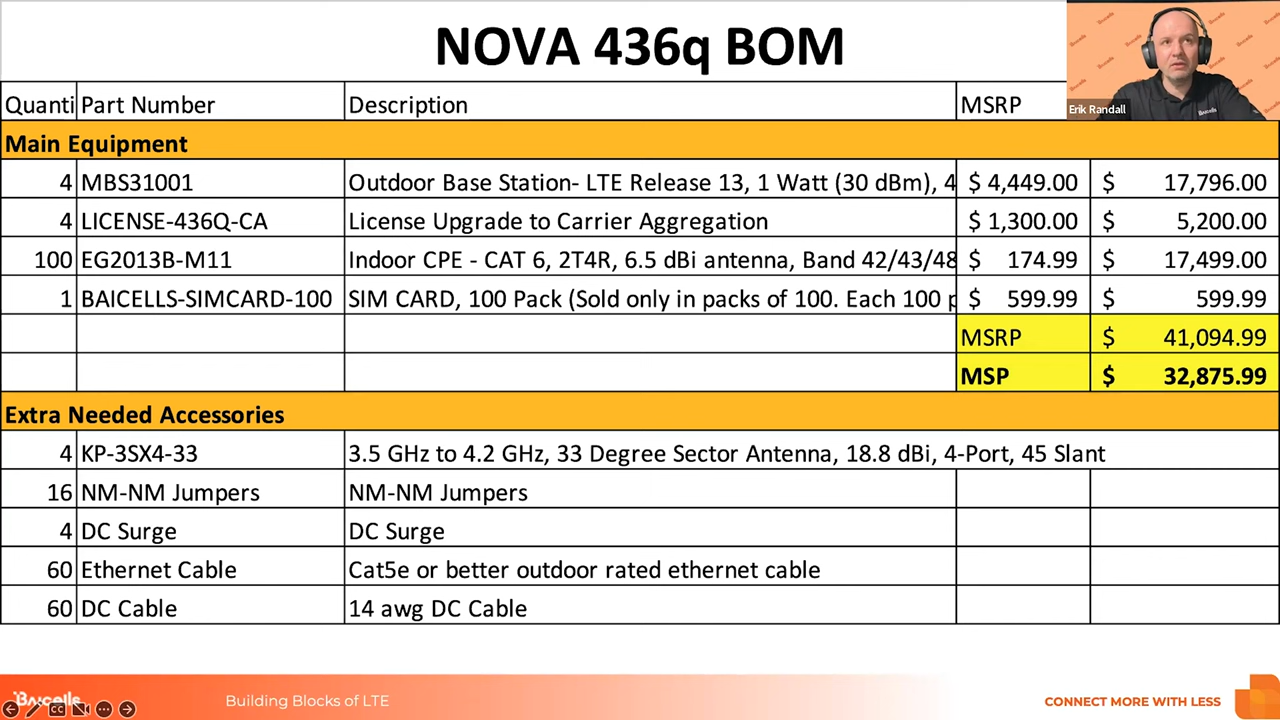 NOVA 436q BOM
Quanti Part Number Description MSRP
Erik Randall
Main Equipment
4 MBS31001 Outdoor Base Station- LTE Release 13, 1 Watt (30 dBm), 4 $ 4,449.00 $ 17,796.00
4 LICENSE-436Q-CA License Upgrade to Carrier Aggregation $ 1,300.00 $ 5,200.00
100 EG2013B-M11 Indoor CPE - CAT 6, 2T4R, 6.5 dBi antenna, Band 42/43/48 $ 174.99 $ 17,499.00
1 BAICELLS-SIMCARD-100 SIM CARD, 100 Pack (Sold only in packs of 100. Each 100 p $ 599.99 $ 599.99
MSRP $ 41,094.99
MSP $ 32,875.99
Extra Needed Accessories
4 KP-3SX4-33 3.5 GHz to 4.2 GHz, 33 Degree Sector Antenna, 18.8 dBi, 4-Port, 45 Slant
16 NM-NM Jumpers NM-NM Jumpers
4 DC Surge DC Surge
60 Ethernet Cable Cat5e or better outdoor rated ethernet cable
60 DC Cable 14 awg DC Cable
Baicells Building Blocks of LTE CONNECT MORE WITH LESS